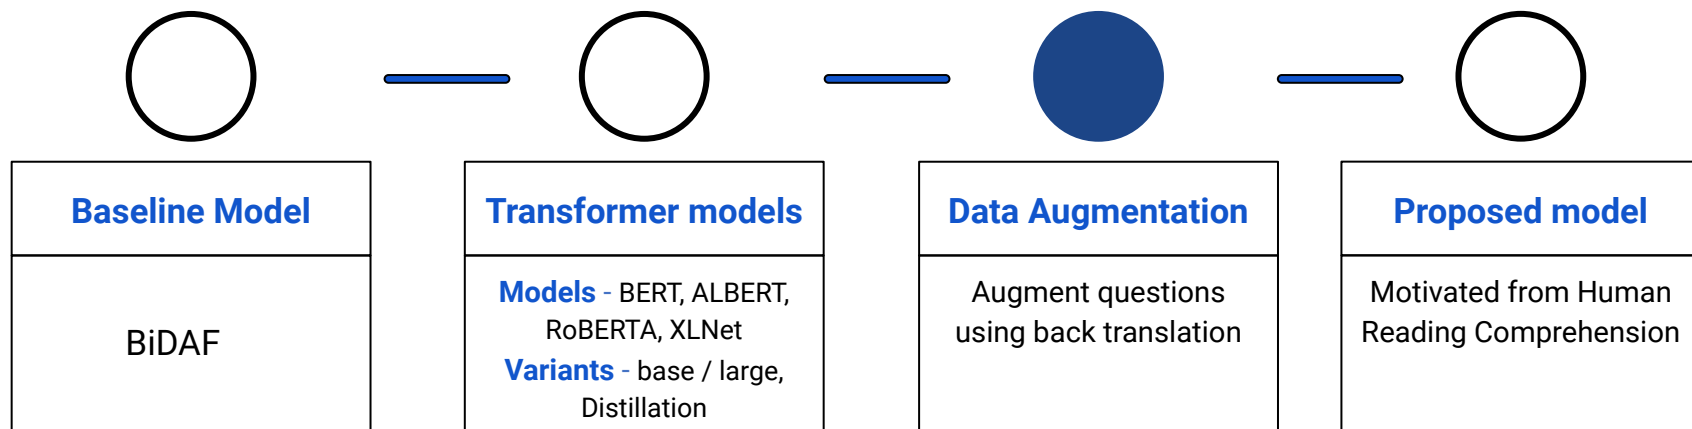 Baseline Model
BiDAF
Transformer models
Models - BERT, ALBERT,
RoBERTA, XLNet
Variants - base / large,
Distillation
Data Augmentation
Augment questions
using back translation
Proposed model
Motivated from Human
Reading Comprehension